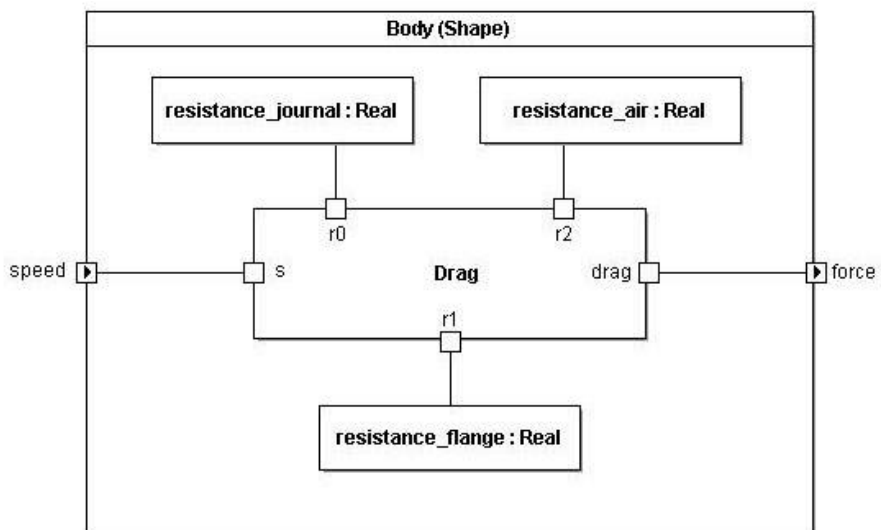 Body (Shape)
resistance_journal : Real
resistance_air : Real
r0
r2
speed
s
Drag
drag
force
r1
resistance_flange : Real